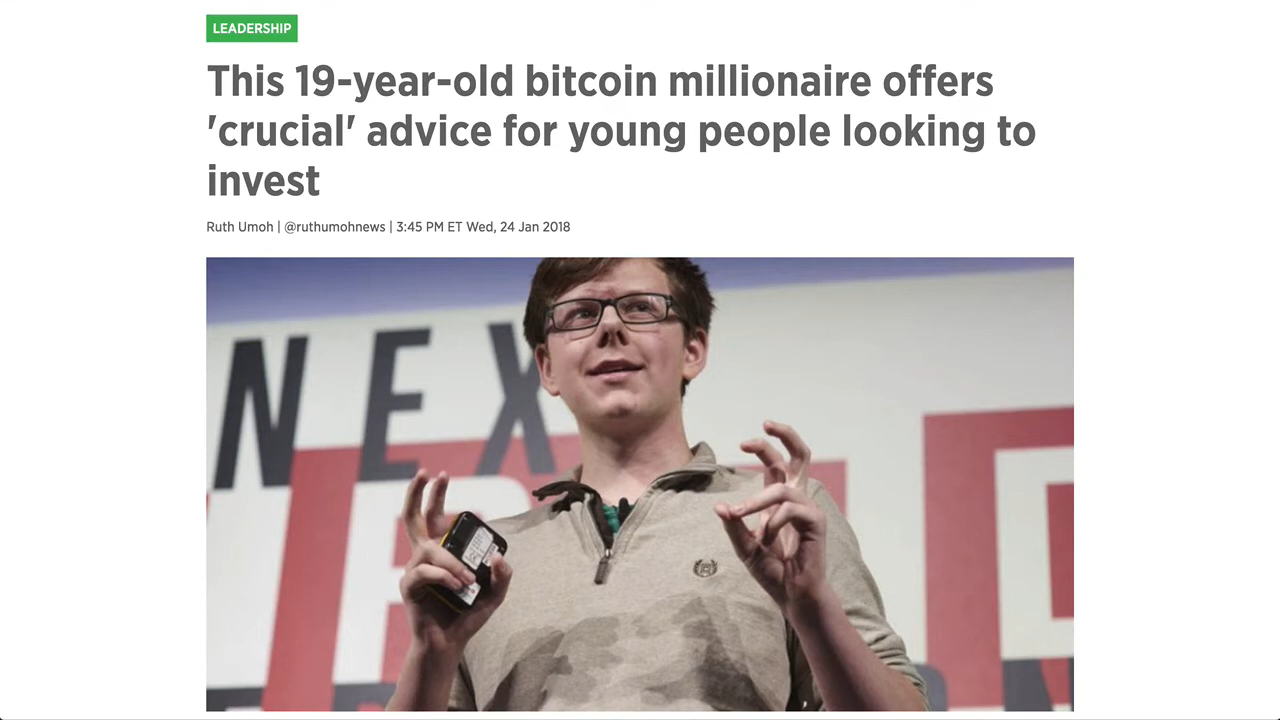 LEADERSHIP
This 19-year-old bitcoin millionaire offers
'crucial' advice for young people looking to
invest
Ruth Umoh | @ruthumohnews | 3:45 PM ET Wed, 24 Jan 2018
NEX